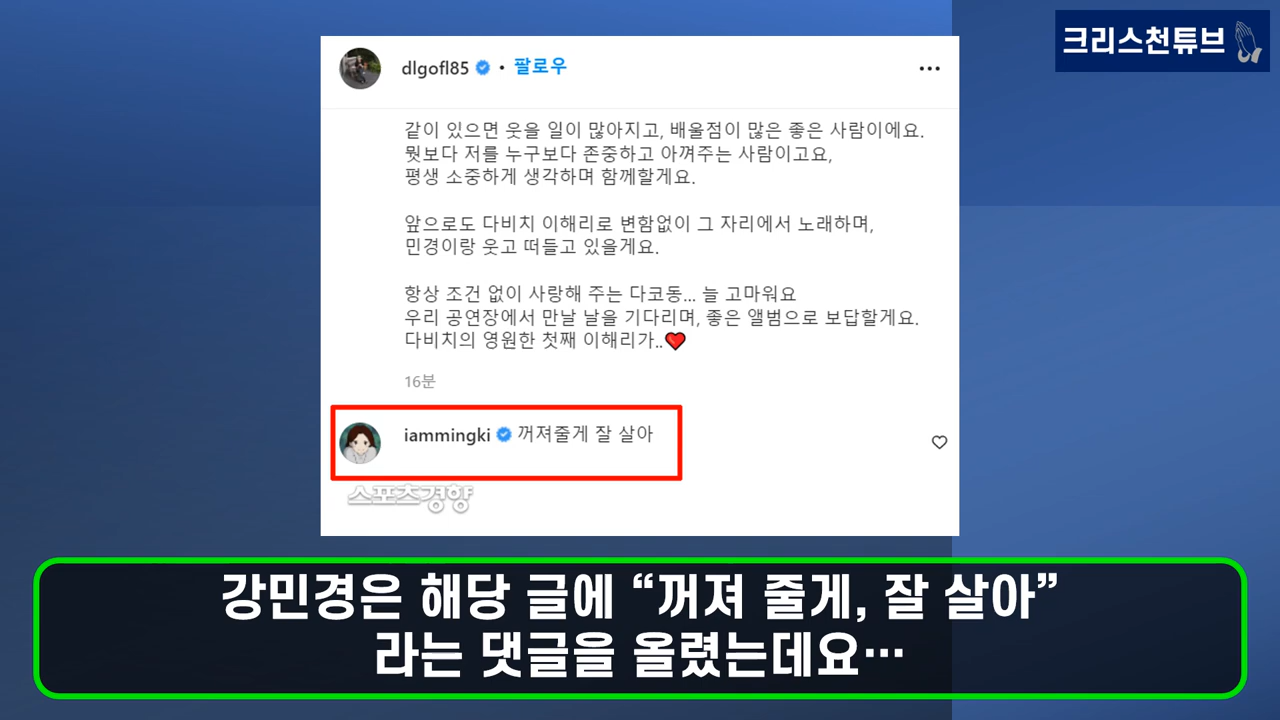 크리스천튜브
dlgofl85 • 팔로우
같이 있으면 웃을 일이 많아지고, 배울점이 많은 좋은 사람이에요.
뭣보다 저를 누구보다 존중하고 아껴주는 사람이고요,
평생 소중하게 생각하며 함께할게요.
앞으로도 다비치 이해리로 변함없이 그 자리에서 노래하며,
민경이랑 웃고 떠들고 있을게요.
항상 조건 없이 사랑해 주는 다코동... 늘 고마워요
우리 공연장에서 만날 날을 기다리며, 좋은 앨범으로 보답할게요.
다비치의 영원한 첫째 이해리가..❤️
16분
iammingki 꺼져줄게 잘 살아
스포츠경향
강민경은 해당 글에 “꺼져 줄게, 잘 살아”
라는 댓글을 올렸는데요…